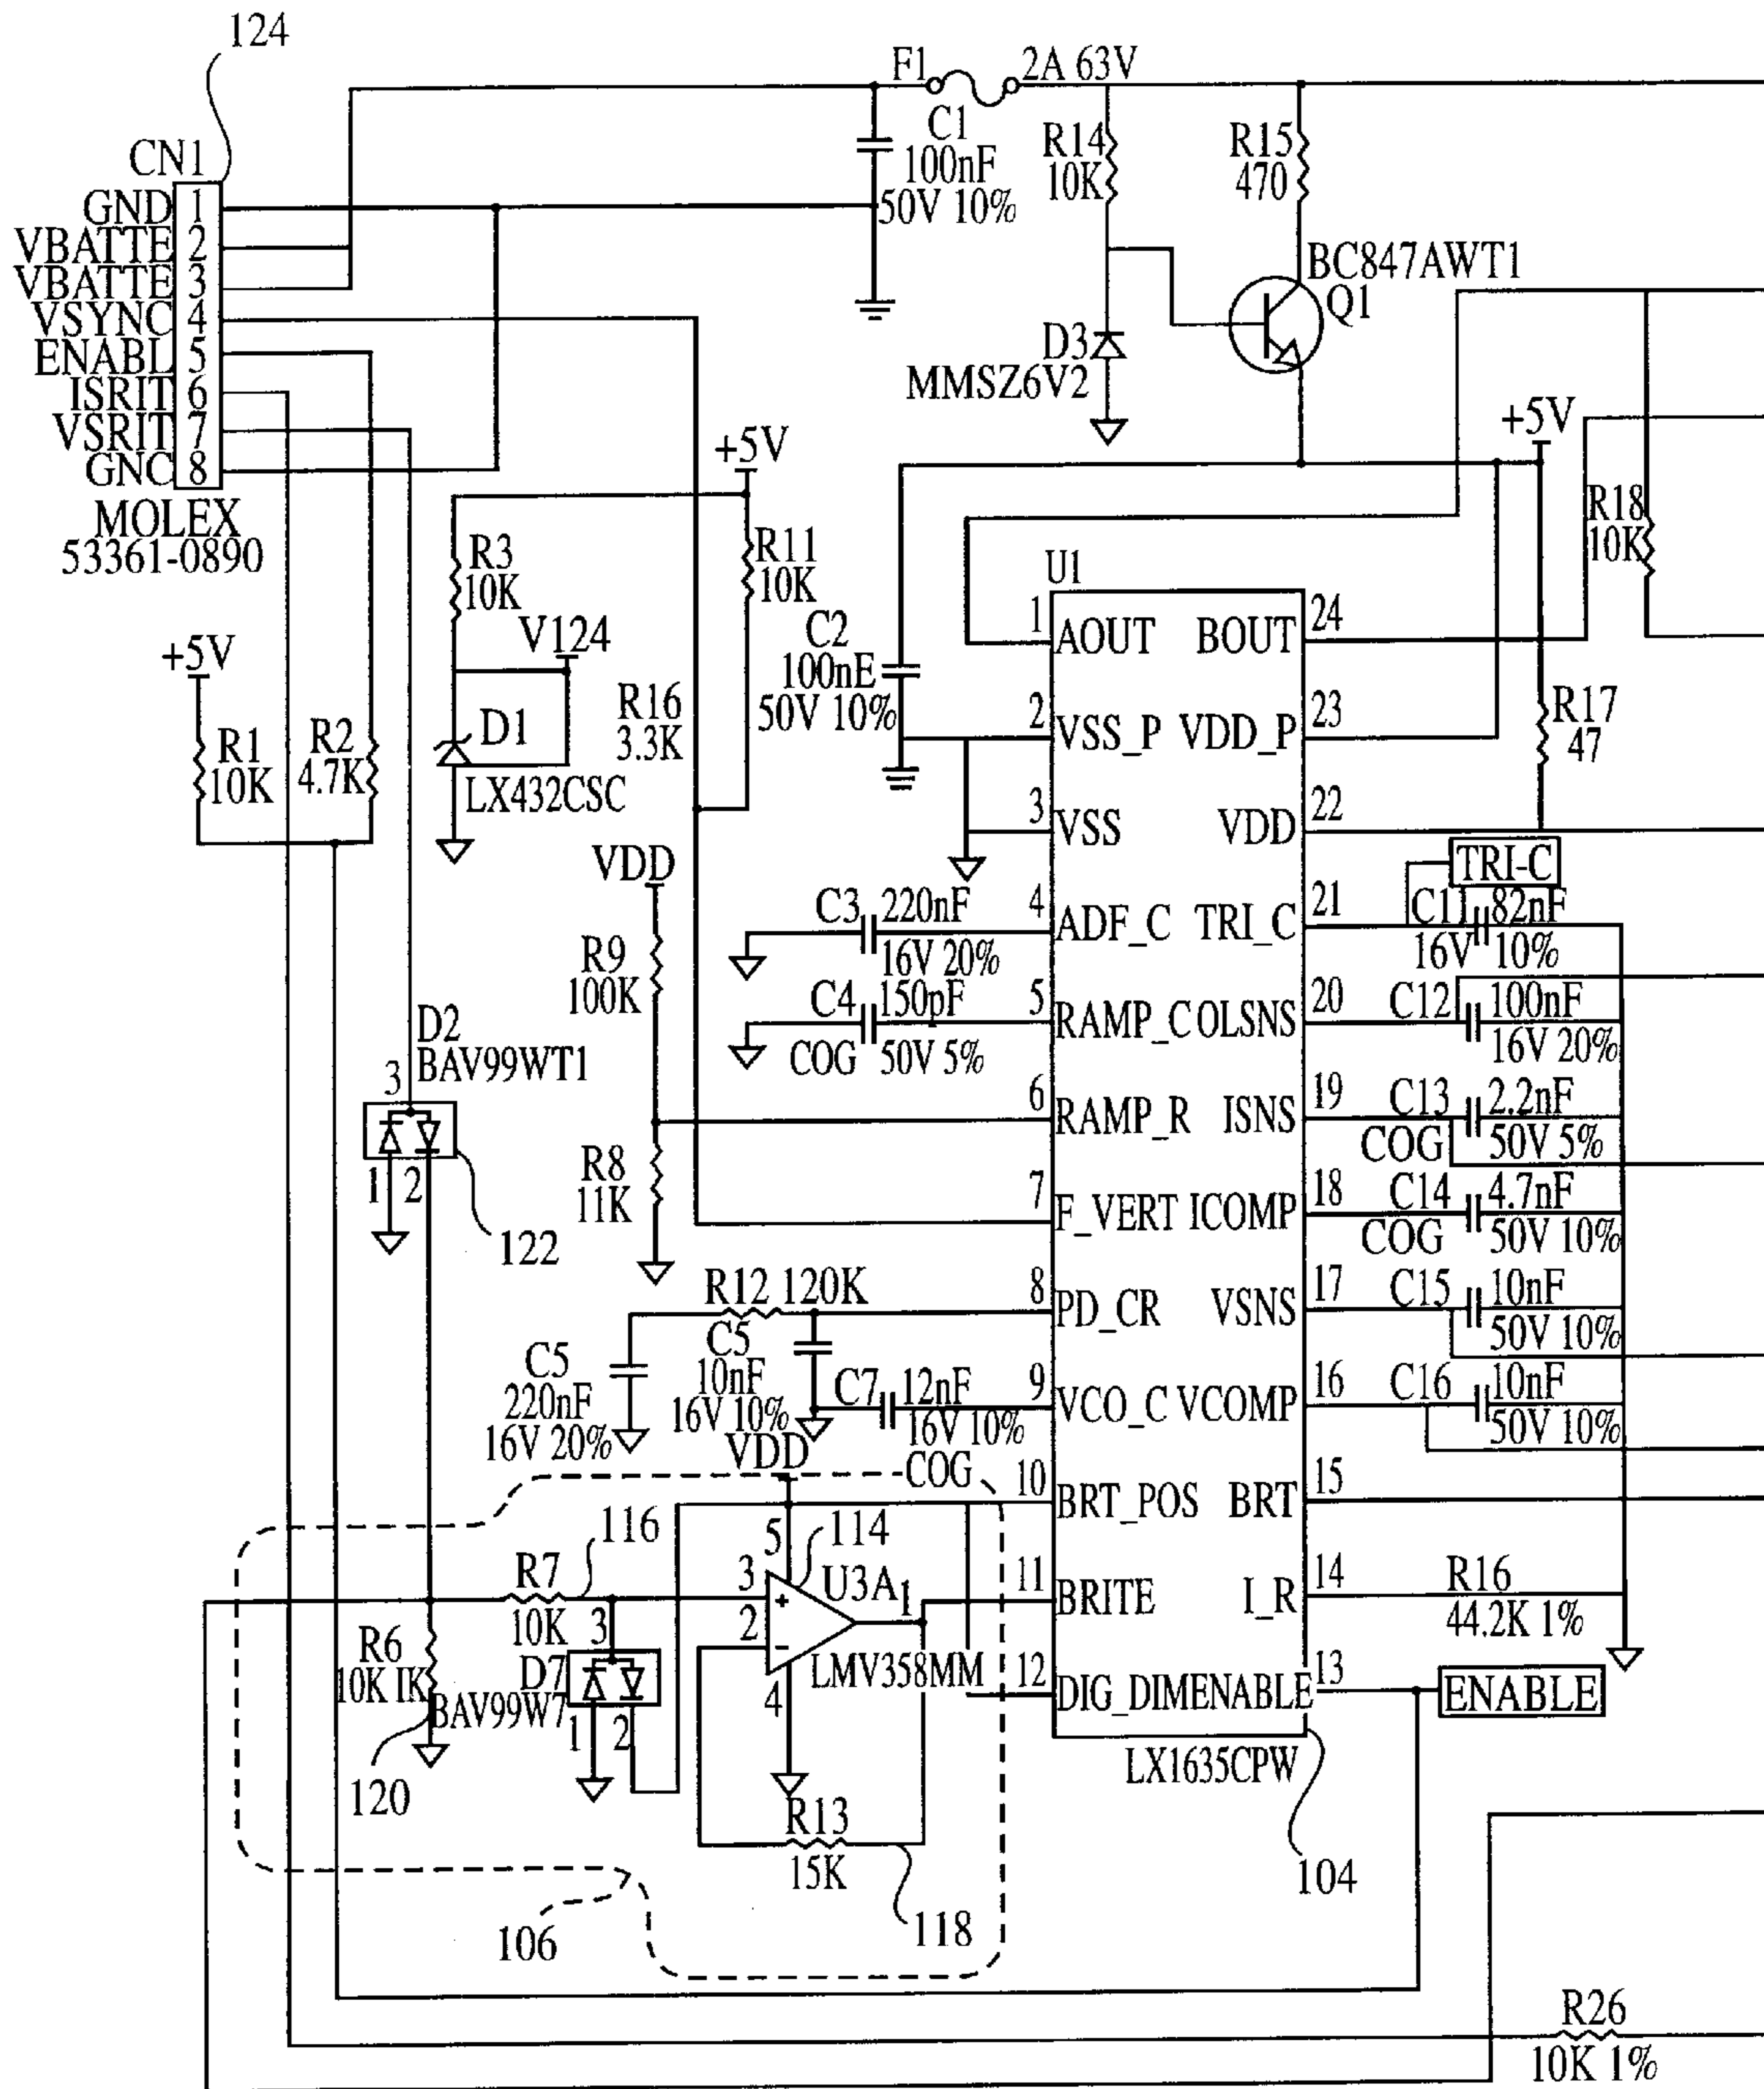 124
F1
2A 63V
C1
100nF
50V 10%
R14
10K
R15
470
CN1
GND 1
VBATTE 2
VBATTE 3
VSYNC 4
ENABL 5
ISRIT 6
VSRIT 7
GNC 8
MOLEX
53361-0890
BC847AWT1
Q1
D3
MMSZ6V2
+5V
+5V
R3
10K
R11
10K
R18
10K
V124
+5V
R1
10K
R2
4.7K
D1
LX432CSC
R16
3.3K
C2
100nE
50V 10%
R17
47
U1
1 AOUT BOUT 24
2 VSS_P VDD_P 23
3 VSS VDD 22
4 ADF_C TRI_C 21
5 RAMP_C OLSNS 20
6 RAMP_R ISNS 19
7 F_VERT ICOMP 18
8 PD_CR VSNS 17
9 VCO_C VCOMP 16
10 BRT_POS BRT 15
11 BRITE I_R 14
12 DIG_DIM ENABLE 13
LX1635CPW
104
VDD
R9
100K
R8
11K
C3 220nF
16V 20%
C4 150pF
COG 50V 5%
TRI-C
C11 82nF
16V 10%
C12 100nF
16V 20%
C13 2.2nF
COG 50V 5%
C14 4.7nF
COG 50V 10%
C15 10nF
50V 10%
C16 10nF
50V 10%
R16
44.2K 1%
ENABLE
D2
BAV99WT1
3
1 2
122
R12 120K
C5
220nF
16V 20%
C5
10nF
16V 10%
C7 12nF
16V 10%
COG
VDD
116
114
R7
10K
5
3
2
U3A
1
4
LMV358MM
R6
10K IK
D7
BAV99W7
3
1 2
120
R13
15K
118
106
R26
10K 1%